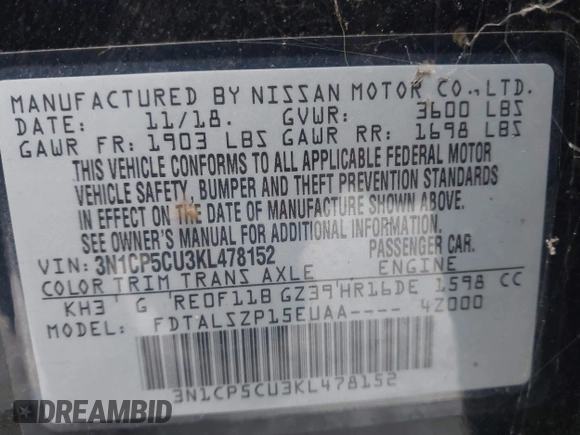 MANUFACTURED BY NISSAN MOTOR CO.,LTD.
DATE: 11/18. GVWR: 3600 LBS
GAWR FR: 1903 LBS GAWR RR: 1698 LBS
THIS VEHICLE CONFORMS TO ALL APPLICABLE FEDERAL MOTOR
VEHICLE SAFETY, BUMPER AND THEFT PREVENTION STANDARDS
IN EFFECT ON THE DATE OF MANUFACTURE SHOWN ABOVE.
SEE OWNER'S MANUAL FOR ADDITIONAL INFORMATION.
VIN: 3N1CP5CU3KL478152 PASSENGER CAR.
COLOR TRIM TRANS AXLE ENGINE
KH3 G RE0F11B GZ39 HR16DE 1598 CC
MODEL: FDTALSZP15EUAA---- 4Z000
3N1CP5CU3KL478152
DREAMBID